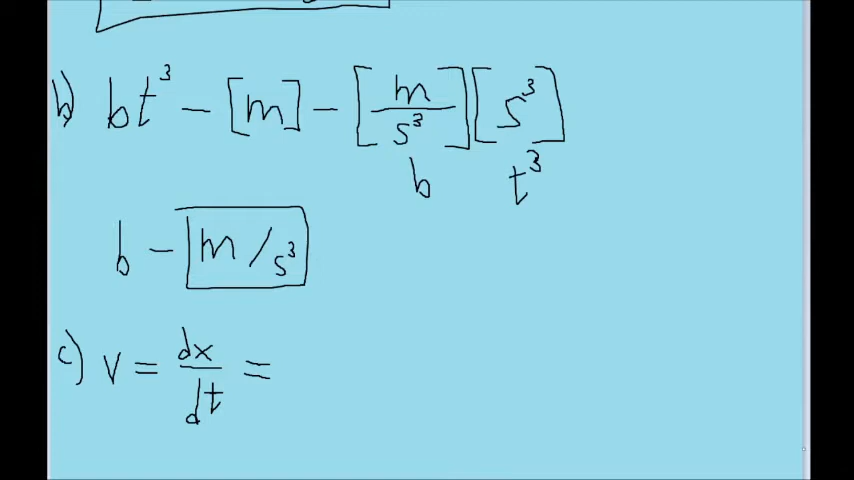 b) bt³ - [m] - [m/s³][s³]
b t³
b - m/s³
c) v = dx/dt =